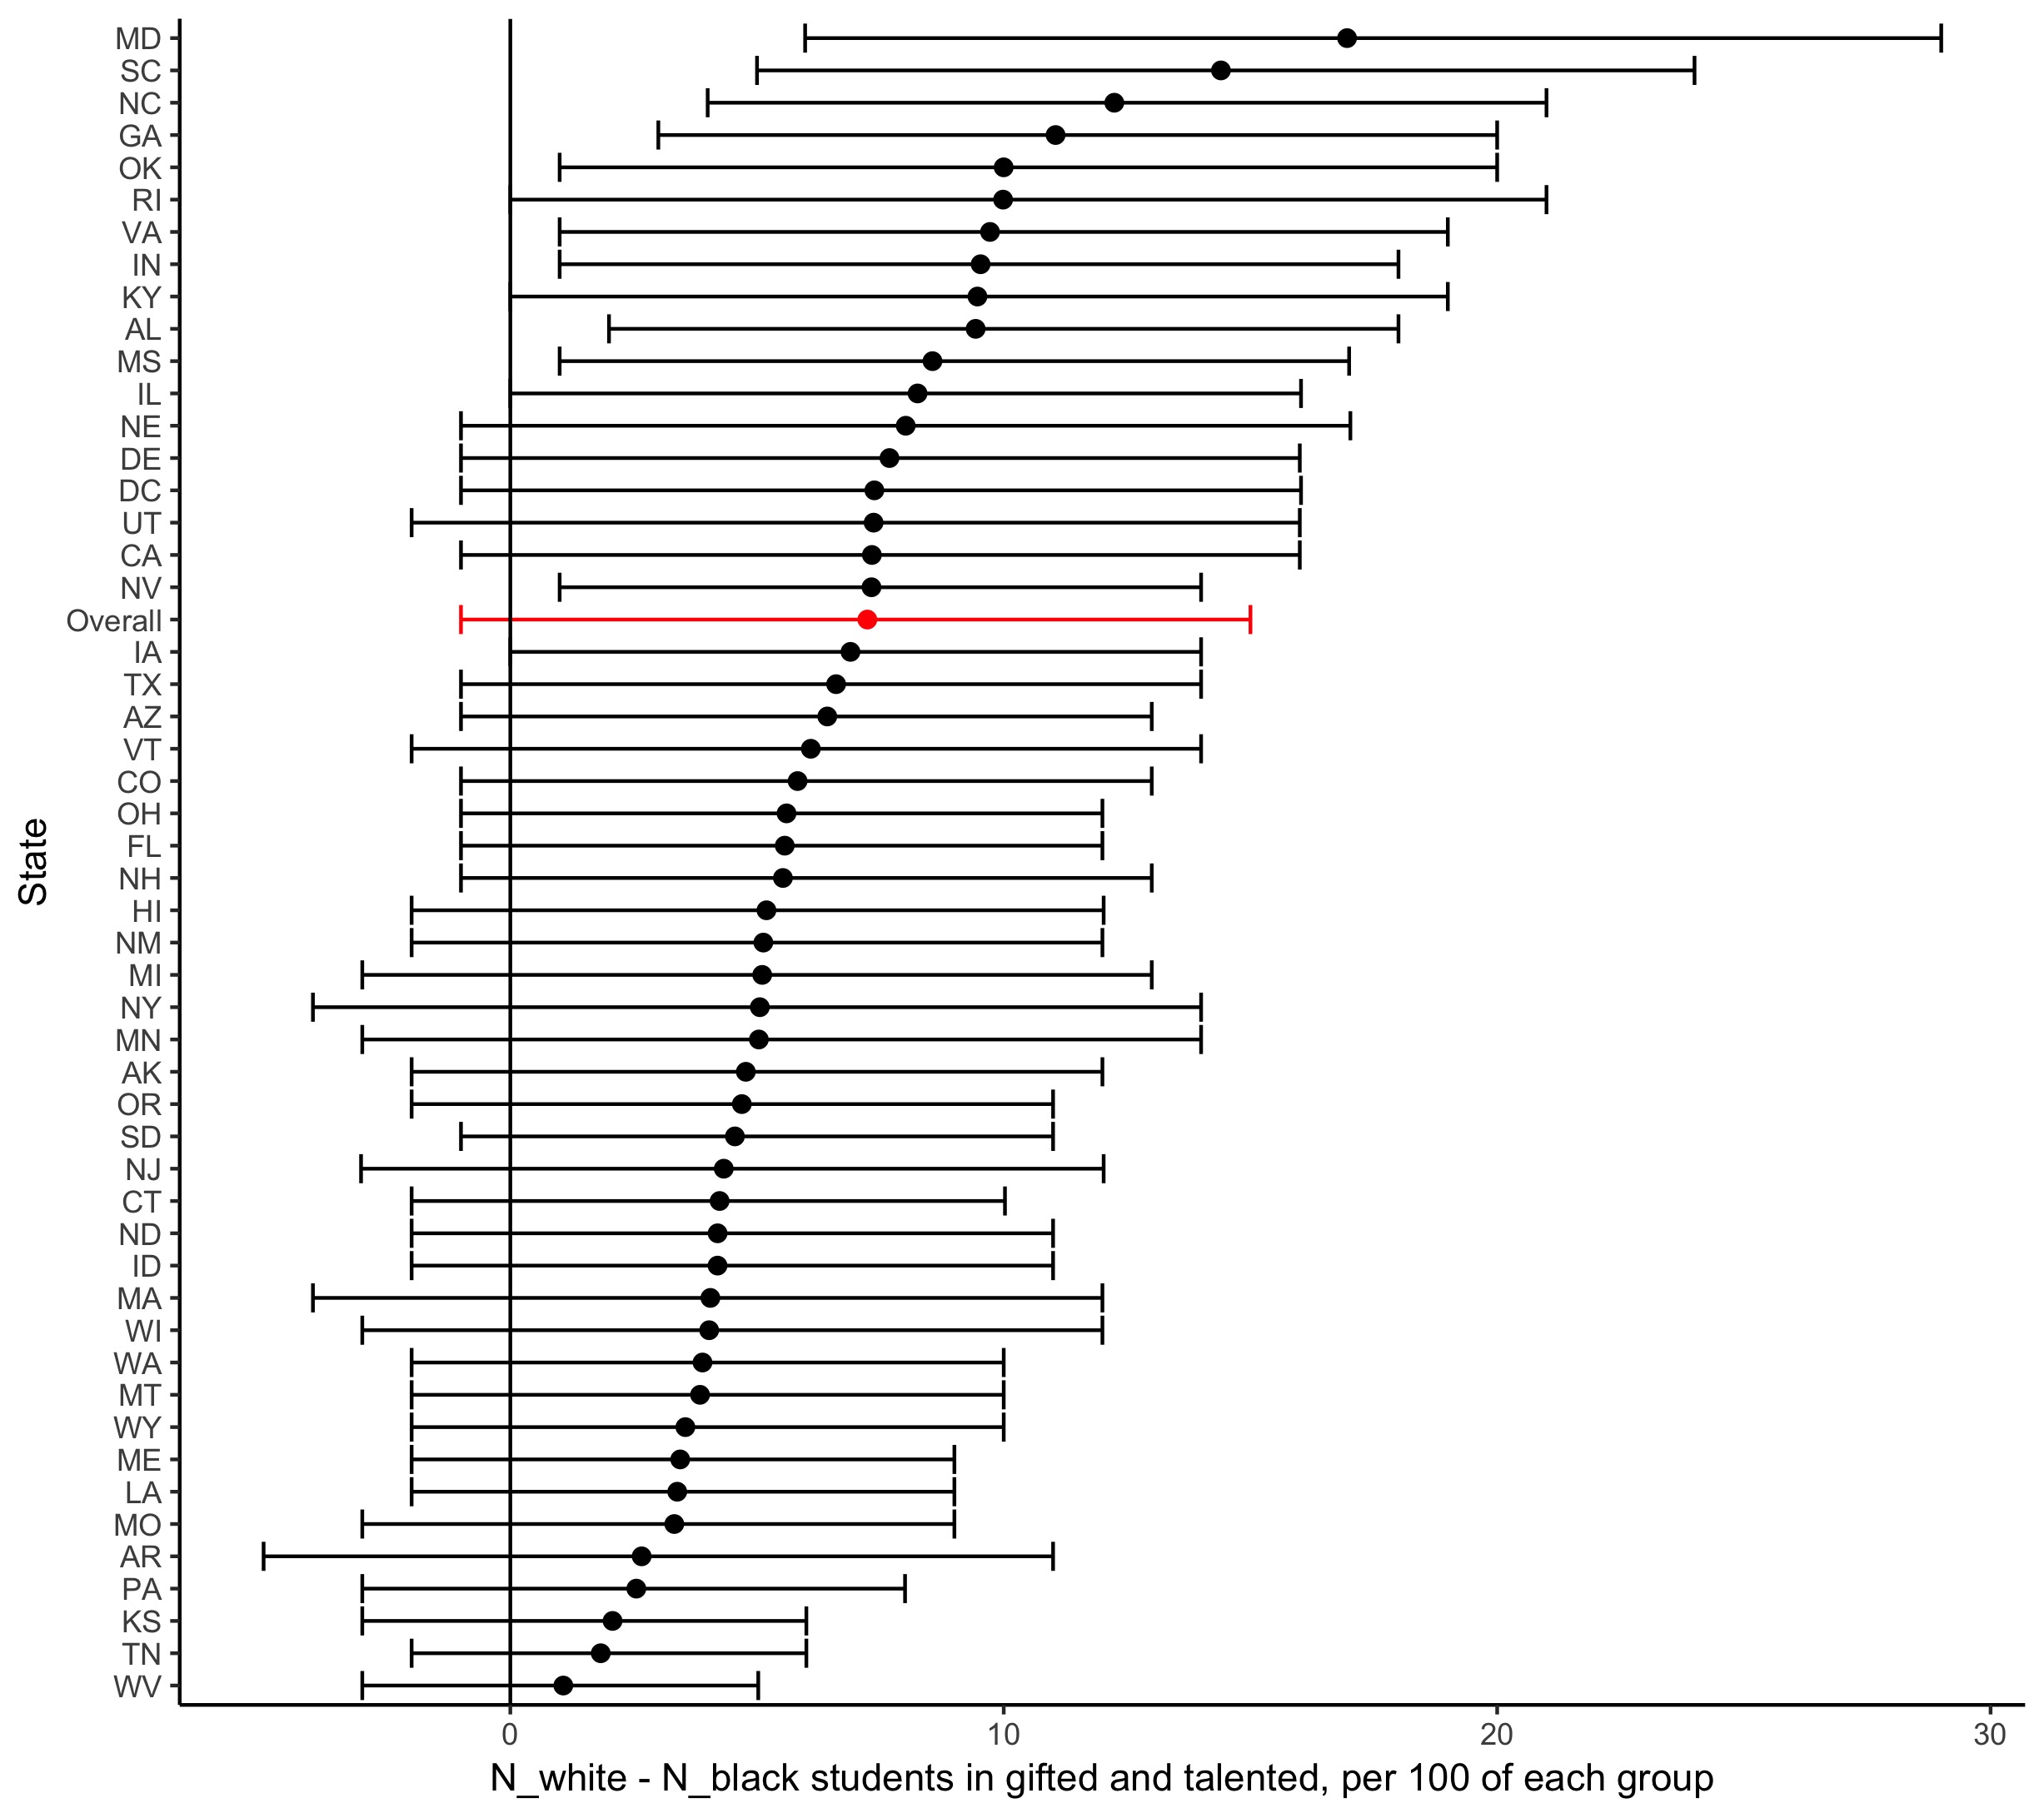 MD
SC
NC
GA
OK
RI
VA
IN
KY
AL
MS
IL
NE
DE
DC
UT
CA
NV
Overall
IA
TX
AZ
VT
CO
OH
FL
NH
HI
NM
MI
NY
MN
AK
OR
SD
NJ
CT
ND
ID
MA
WI
WA
MT
WY
ME
LA
MO
AR
PA
KS
TN
WV
State
0 10 20 30
N_white - N_black students in gifted and talented, per 100 of each group